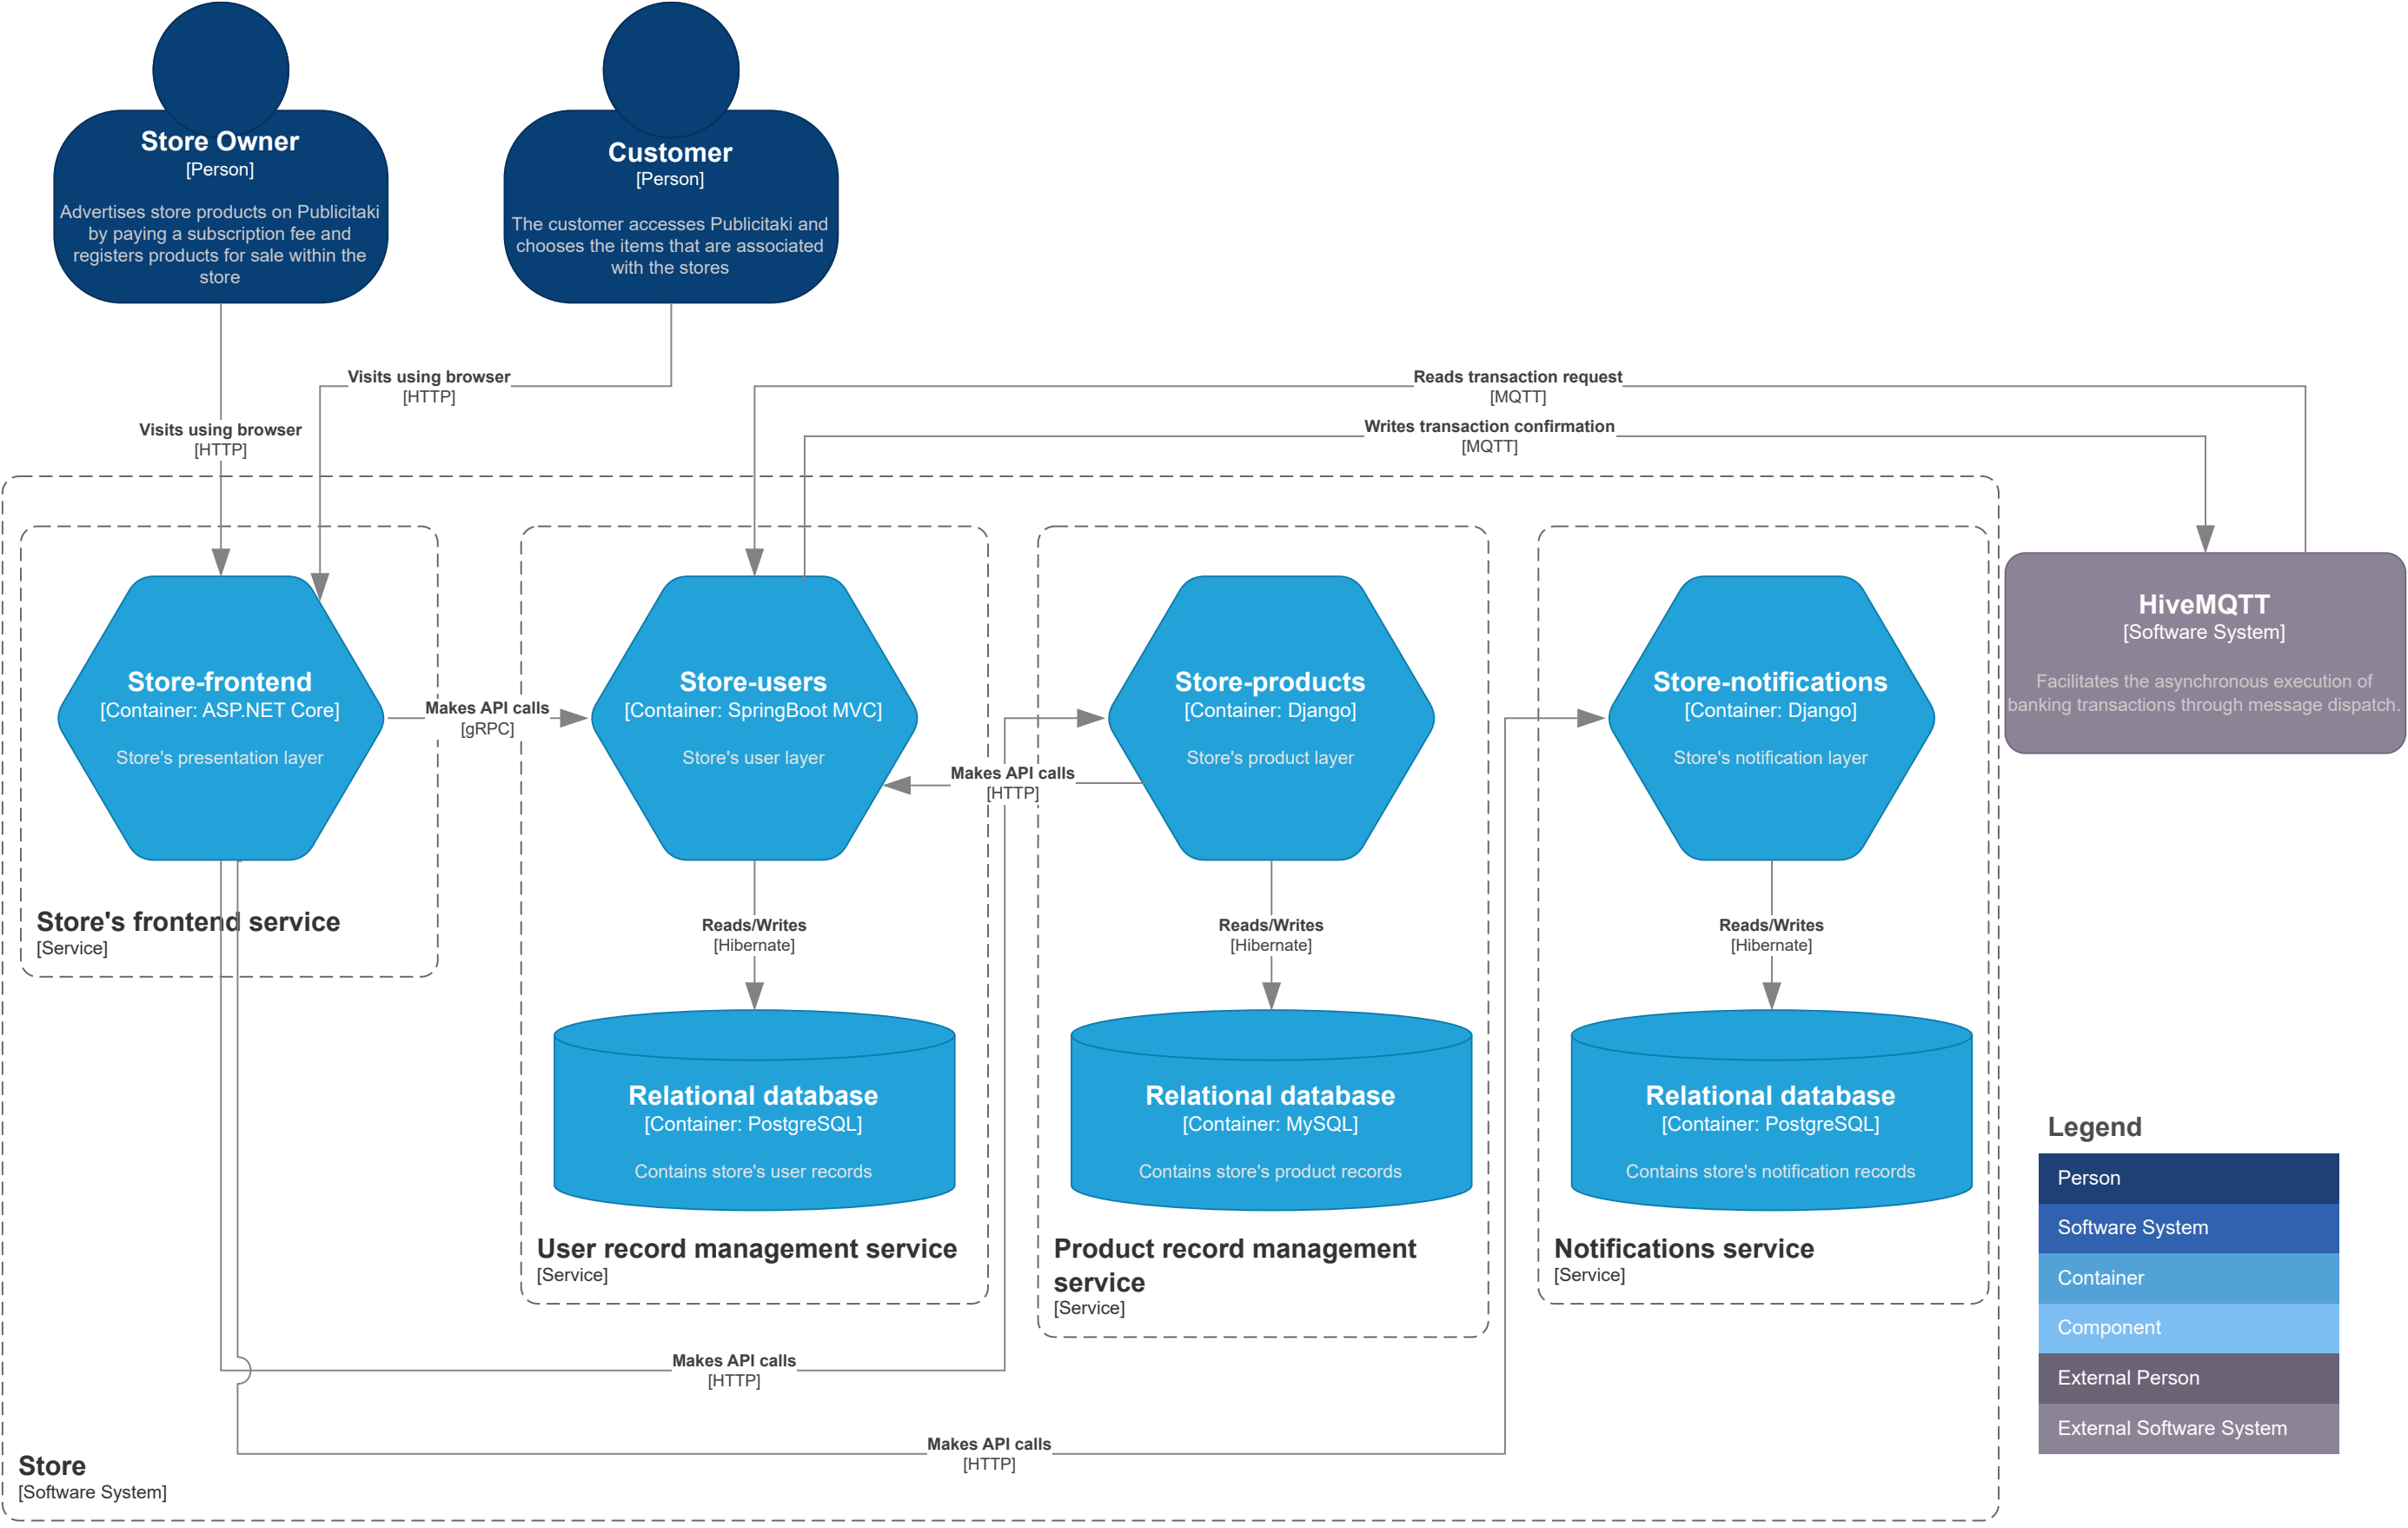 Store Owner
[Person]
Advertises store products on Publicitaki
by paying a subscription fee and
registers products for sale within the
store
Customer
[Person]
The customer accesses Publicitaki and
chooses the items that are associated
with the stores
Visits using browser
[HTTP]
Visits using browser
[HTTP]
Reads transaction request
[MQTT]
Writes transaction confirmation
[MQTT]
Store-frontend
[Container: ASP.NET Core]
Store's presentation layer
Makes API calls
[gRPC]
Store-users
[Container: SpringBoot MVC]
Store's user layer
Makes API calls
[HTTP]
Store-products
[Container: Django]
Store's product layer
Store-notifications
[Container: Django]
Store's notification layer
HiveMQTT
[Software System]
Facilitates the asynchronous execution of
banking transactions through message dispatch.
Store's frontend service
[Service]
Reads/Writes
[Hibernate]
Reads/Writes
[Hibernate]
Reads/Writes
[Hibernate]
Relational database
[Container: PostgreSQL]
Contains store's user records
Relational database
[Container: MySQL]
Contains store's product records
Relational database
[Container: PostgreSQL]
Contains store's notification records
User record management service
[Service]
Product record management
service
[Service]
Notifications service
[Service]
Makes API calls
[HTTP]
Makes API calls
[HTTP]
Store
[Software System]
Legend
Person
Software System
Container
Component
External Person
External Software System